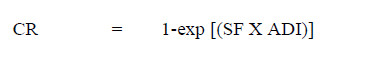 CR = 1-exp [(SF X ADI)]